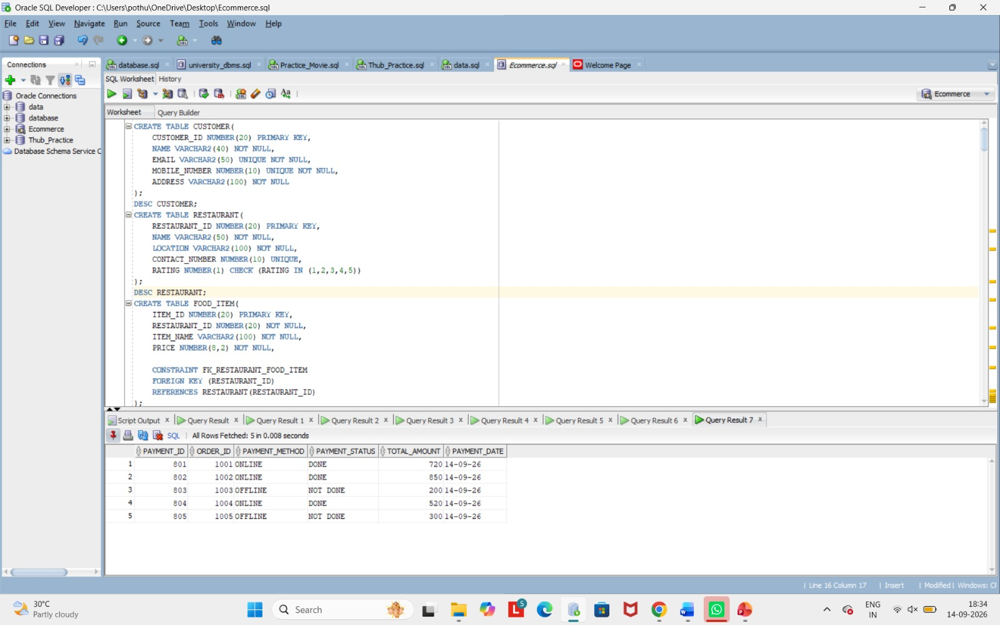 Oracle SQL Developer : C:\Users\pothu\OneDrive\Desktop\Ecommerce.sql
File Edit View Navigate Run Source Team Tools Window Help
Connections
database.sql university_dbms.sql Practice_Movie.sql Thub_Practice.sql data.sql Ecommerce.sql Welcome Page
SQL Worksheet History
Ecommerce
Oracle Connections
data
database
Ecommerce
Thub_Practice
Database Schema Service C
Worksheet Query Builder
CREATE TABLE CUSTOMER(
CUSTOMER_ID NUMBER(20) PRIMARY KEY,
NAME VARCHAR2(40) NOT NULL,
EMAIL VARCHAR2(50) UNIQUE NOT NULL,
MOBILE_NUMBER NUMBER(10) UNIQUE NOT NULL,
ADDRESS VARCHAR2(100) NOT NULL
);
DESC CUSTOMER;
CREATE TABLE RESTAURANT(
RESTAURANT_ID NUMBER(20) PRIMARY KEY,
NAME VARCHAR2(50) NOT NULL,
LOCATION VARCHAR2(100) NOT NULL,
CONTACT_NUMBER NUMBER(10) UNIQUE,
RATING NUMBER(1) CHECK (RATING IN (1,2,3,4,5))
);
DESC RESTAURANT;
CREATE TABLE FOOD_ITEM(
ITEM_ID NUMBER(20) PRIMARY KEY,
RESTAURANT_ID NUMBER(20) NOT NULL,
ITEM_NAME VARCHAR2(100) NOT NULL,
PRICE NUMBER(8,2) NOT NULL,
CONSTRAINT FK_RESTAURANT_FOOD_ITEM
FOREIGN KEY (RESTAURANT_ID)
REFERENCES RESTAURANT(RESTAURANT_ID)
);
Script Output Query Result Query Result 1 Query Result 2 Query Result 3 Query Result 4 Query Result 5 Query Result 6 Query Result 7
SQL All Rows Fetched: 5 in 0.008 seconds
PAYMENT_ID ORDER_ID PAYMENT_METHOD PAYMENT_STATUS TOTAL_AMOUNT PAYMENT_DATE
1 801 1001 ONLINE DONE 720 14-09-26
2 802 1002 ONLINE DONE 850 14-09-26
3 803 1003 OFFLINE NOT DONE 200 14-09-26
4 804 1004 ONLINE DONE 520 14-09-26
5 805 1005 OFFLINE NOT DONE 300 14-09-26
Line 16 Column 17 Insert Modified Windows: CF
30°C
Partly cloudy
Search
5
ENG
IN
18:34
14-09-2026